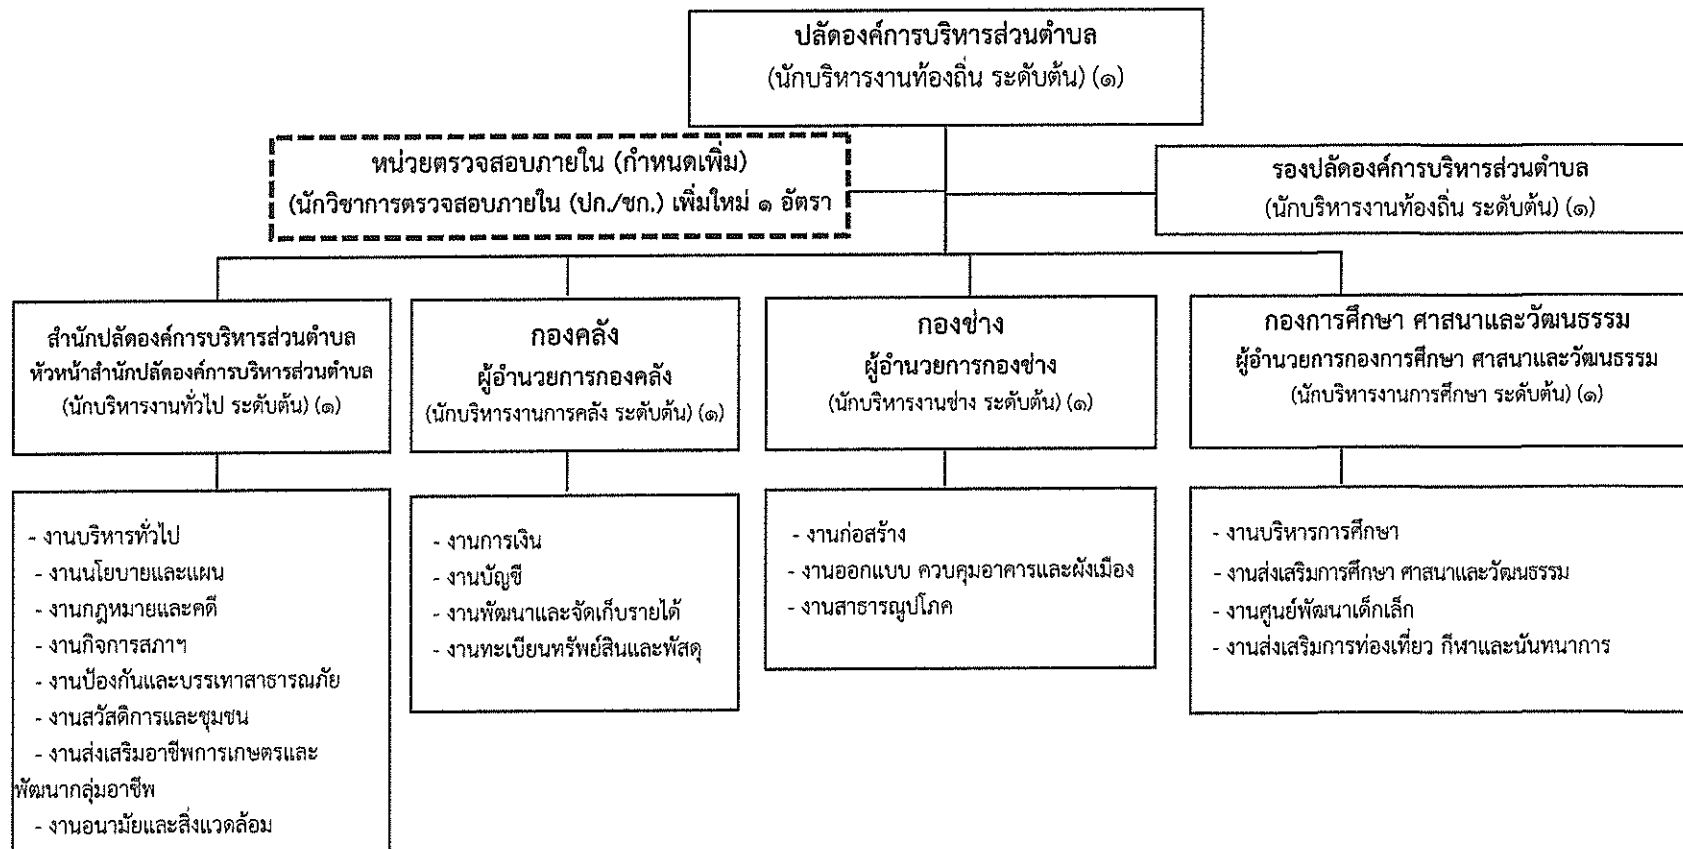 ปลัดองค์การบริหารส่วนตำบล
(นักบริหารงานท้องถิ่น ระดับต้น) (๑)
หน่วยตรวจสอบภายใน (กำหนดเพิ่ม)
(นักวิชาการตรวจสอบภายใน (ปก./ชก.) เพิ่มใหม่ ๑ อัตรา
รองปลัดองค์การบริหารส่วนตำบล
(นักบริหารงานท้องถิ่น ระดับต้น) (๑)
สำนักปลัดองค์การบริหารส่วนตำบล
หัวหน้าสำนักปลัดองค์การบริหารส่วนตำบล
(นักบริหารงานทั่วไป ระดับต้น) (๑)
กองคลัง
ผู้อำนวยการกองคลัง
(นักบริหารงานการคลัง ระดับต้น) (๑)
กองช่าง
ผู้อำนวยการกองช่าง
(นักบริหารงานช่าง ระดับต้น) (๑)
กองการศึกษา ศาสนาและวัฒนธรรม
ผู้อำนวยการกองการศึกษา ศาสนาและวัฒนธรรม
(นักบริหารงานการศึกษา ระดับต้น) (๑)
- งานบริหารทั่วไป
- งานนโยบายและแผน
- งานกฎหมายและคดี
- งานกิจการสภาฯ
- งานป้องกันและบรรเทาสาธารณภัย
- งานสวัสดิการและชุมชน
- งานส่งเสริมอาชีพการเกษตรและ
พัฒนากลุ่มอาชีพ
- งานอนามัยและสิ่งแวดล้อม
- งานการเงิน
- งานบัญชี
- งานพัฒนาและจัดเก็บรายได้
- งานทะเบียนทรัพย์สินและพัสดุ
- งานก่อสร้าง
- งานออกแบบ ควบคุมอาคารและผังเมือง
- งานสาธารณูปโภค
- งานบริหารการศึกษา
- งานส่งเสริมการศึกษา ศาสนาและวัฒนธรรม
- งานศูนย์พัฒนาเด็กเล็ก
- งานส่งเสริมการท่องเที่ยว กีฬาและนันทนาการ